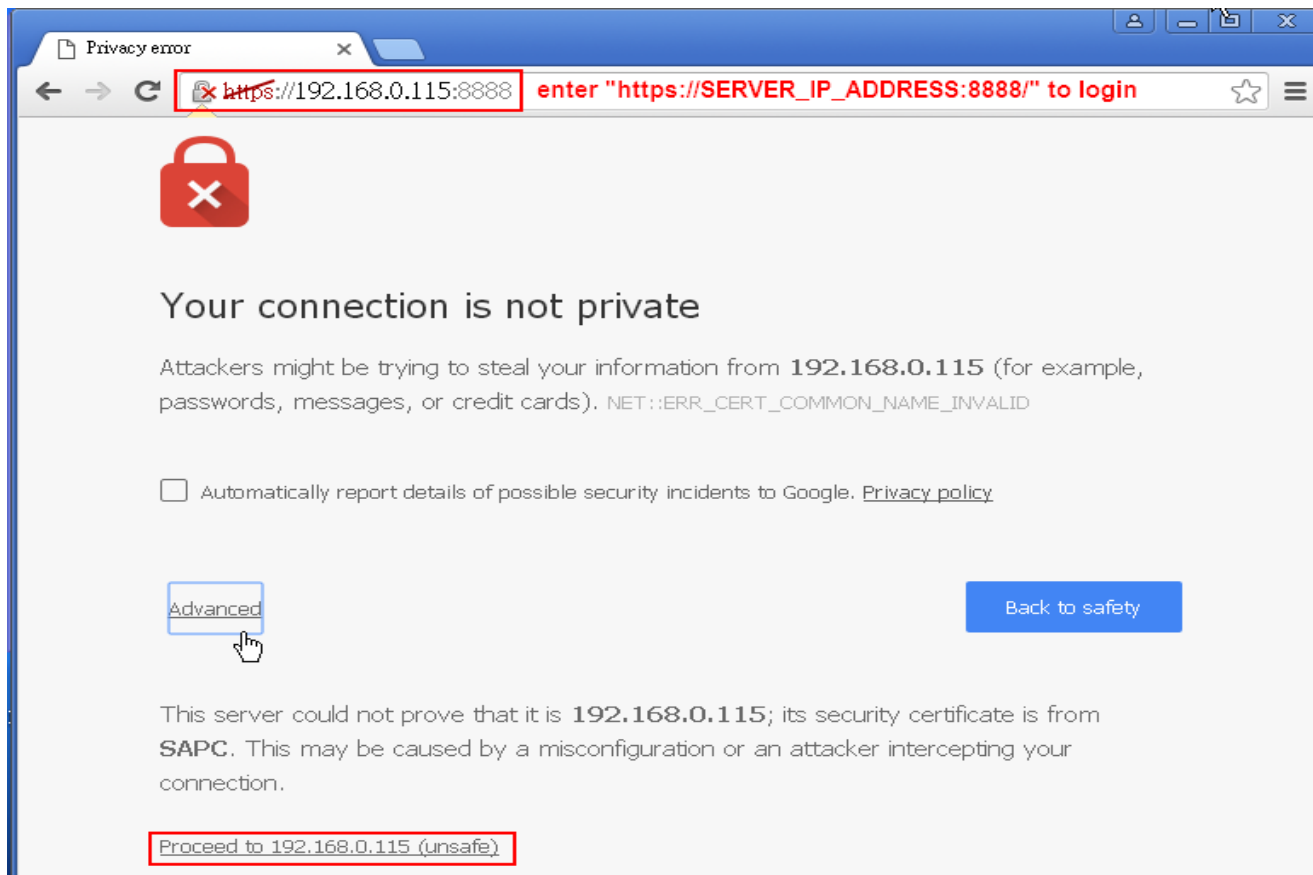 Privacy error
https://192.168.0.115:8888 enter "https://SERVER_IP_ADDRESS:8888/" to login
Your connection is not private
Attackers might be trying to steal your information from 192.168.0.115 (for example,
passwords, messages, or credit cards). NET::ERR_CERT_COMMON_NAME_INVALID
Automatically report details of possible security incidents to Google. Privacy policy
Advanced
Back to safety
This server could not prove that it is 192.168.0.115; its security certificate is from
SAPC. This may be caused by a misconfiguration or an attacker intercepting your
connection.
Proceed to 192.168.0.115 (unsafe)